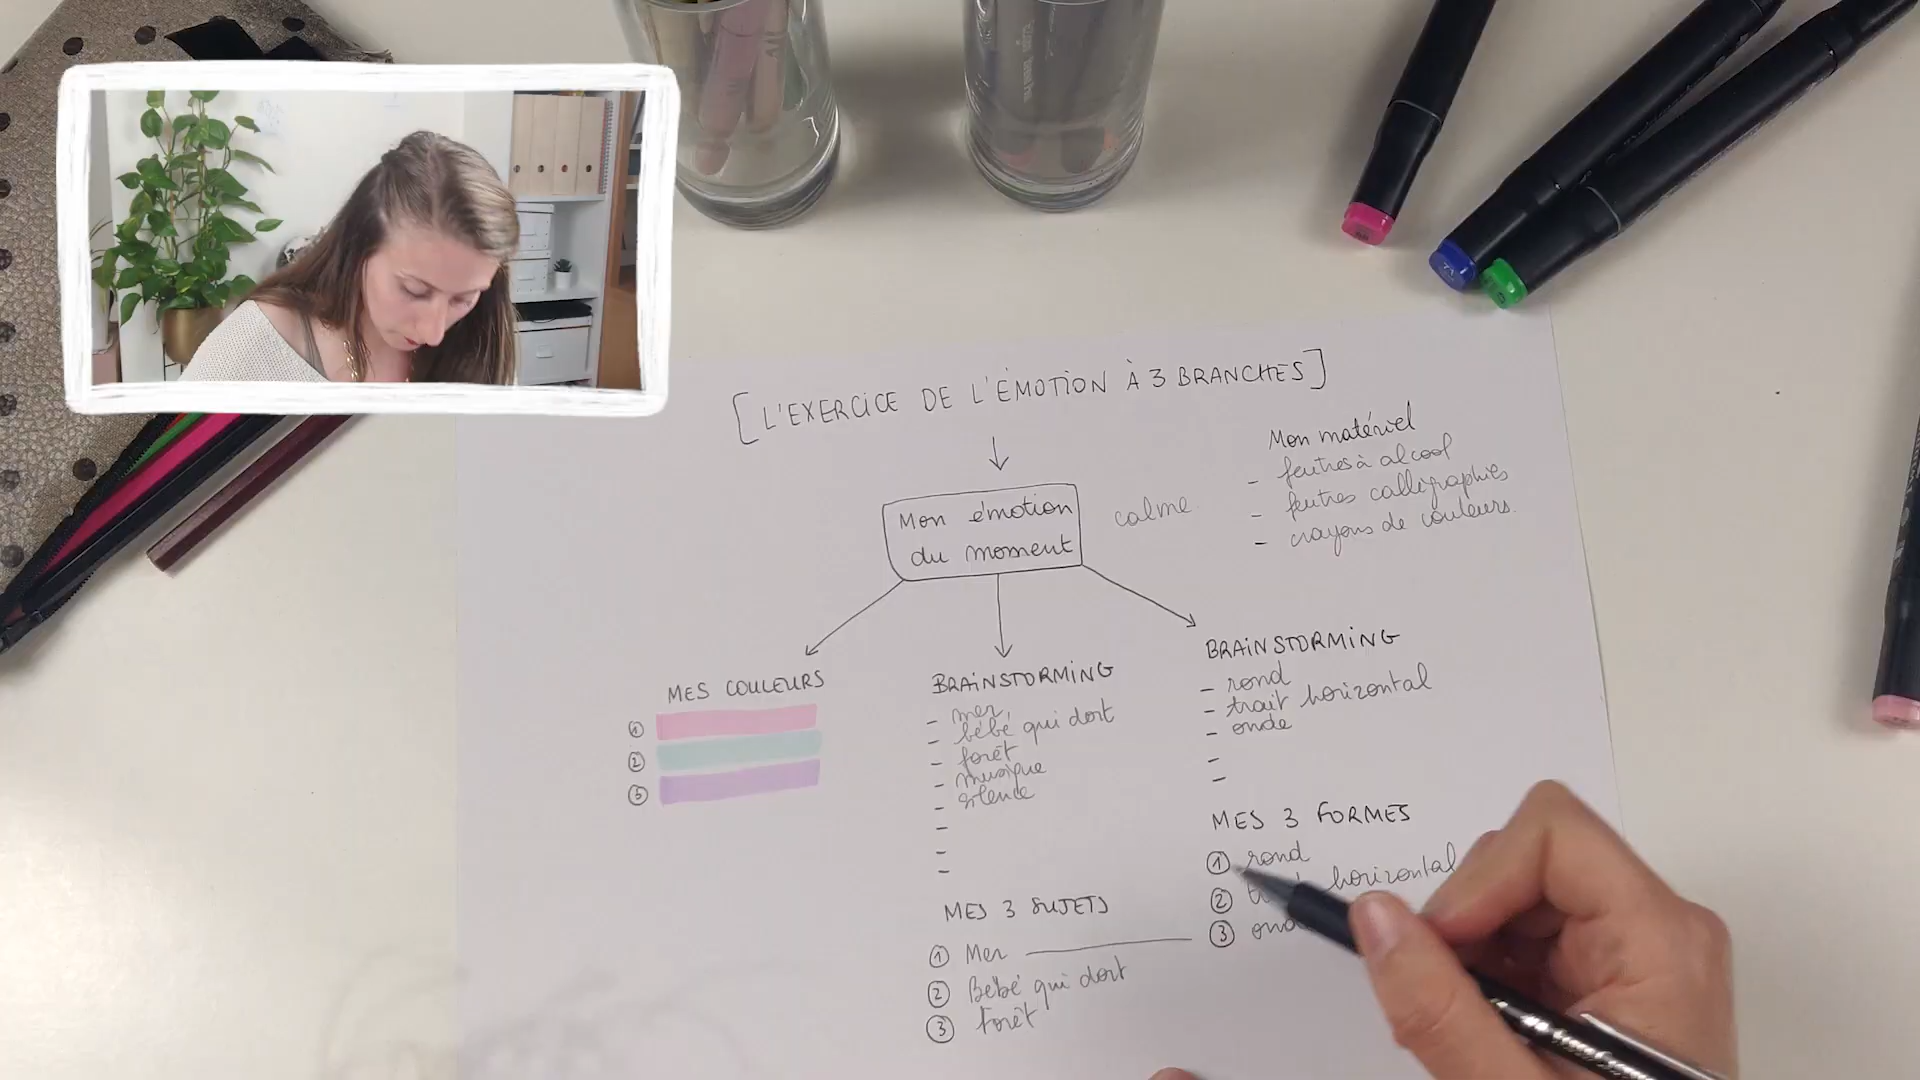 [L'EXERCICE DE L'ÉMOTION À 3 BRANCHES]
Mon matériel
- feutres à alcool
- feutres calligraphies
- crayons de couleurs.
Mon émotion
du moment
calme
MES COULEURS
①
②
③
BRAINSTORMING
- mer,
- bébé qui dort
- forêt
- musique
- silence
-
-
-
MES 3 SUJETS
① Mer
② Bébé qui dort
③ Forêt
BRAINSTORMING
- rond
- trait horizontal
- onde
-
-
MES 3 FORMES
① rond
② horizontal
③